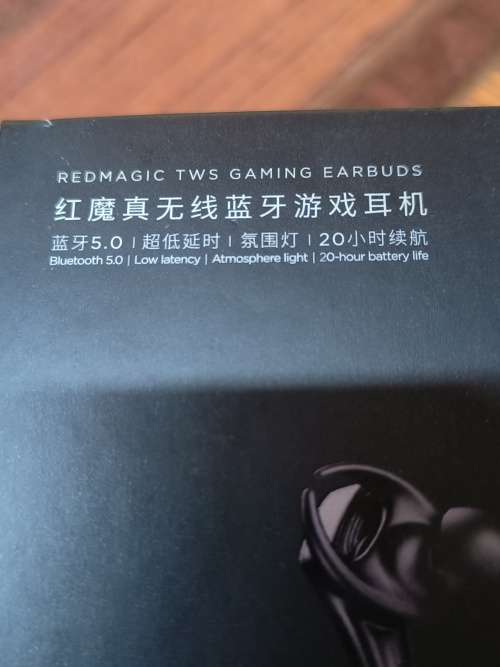 REDMAGIC TWS GAMING EARBUDS
红魔真无线蓝牙游戏耳机
蓝牙5.0 | 超低延时 | 氛围灯 | 20小时续航
Bluetooth 5.0 | Low latency | Atmosphere light | 20-hour battery life